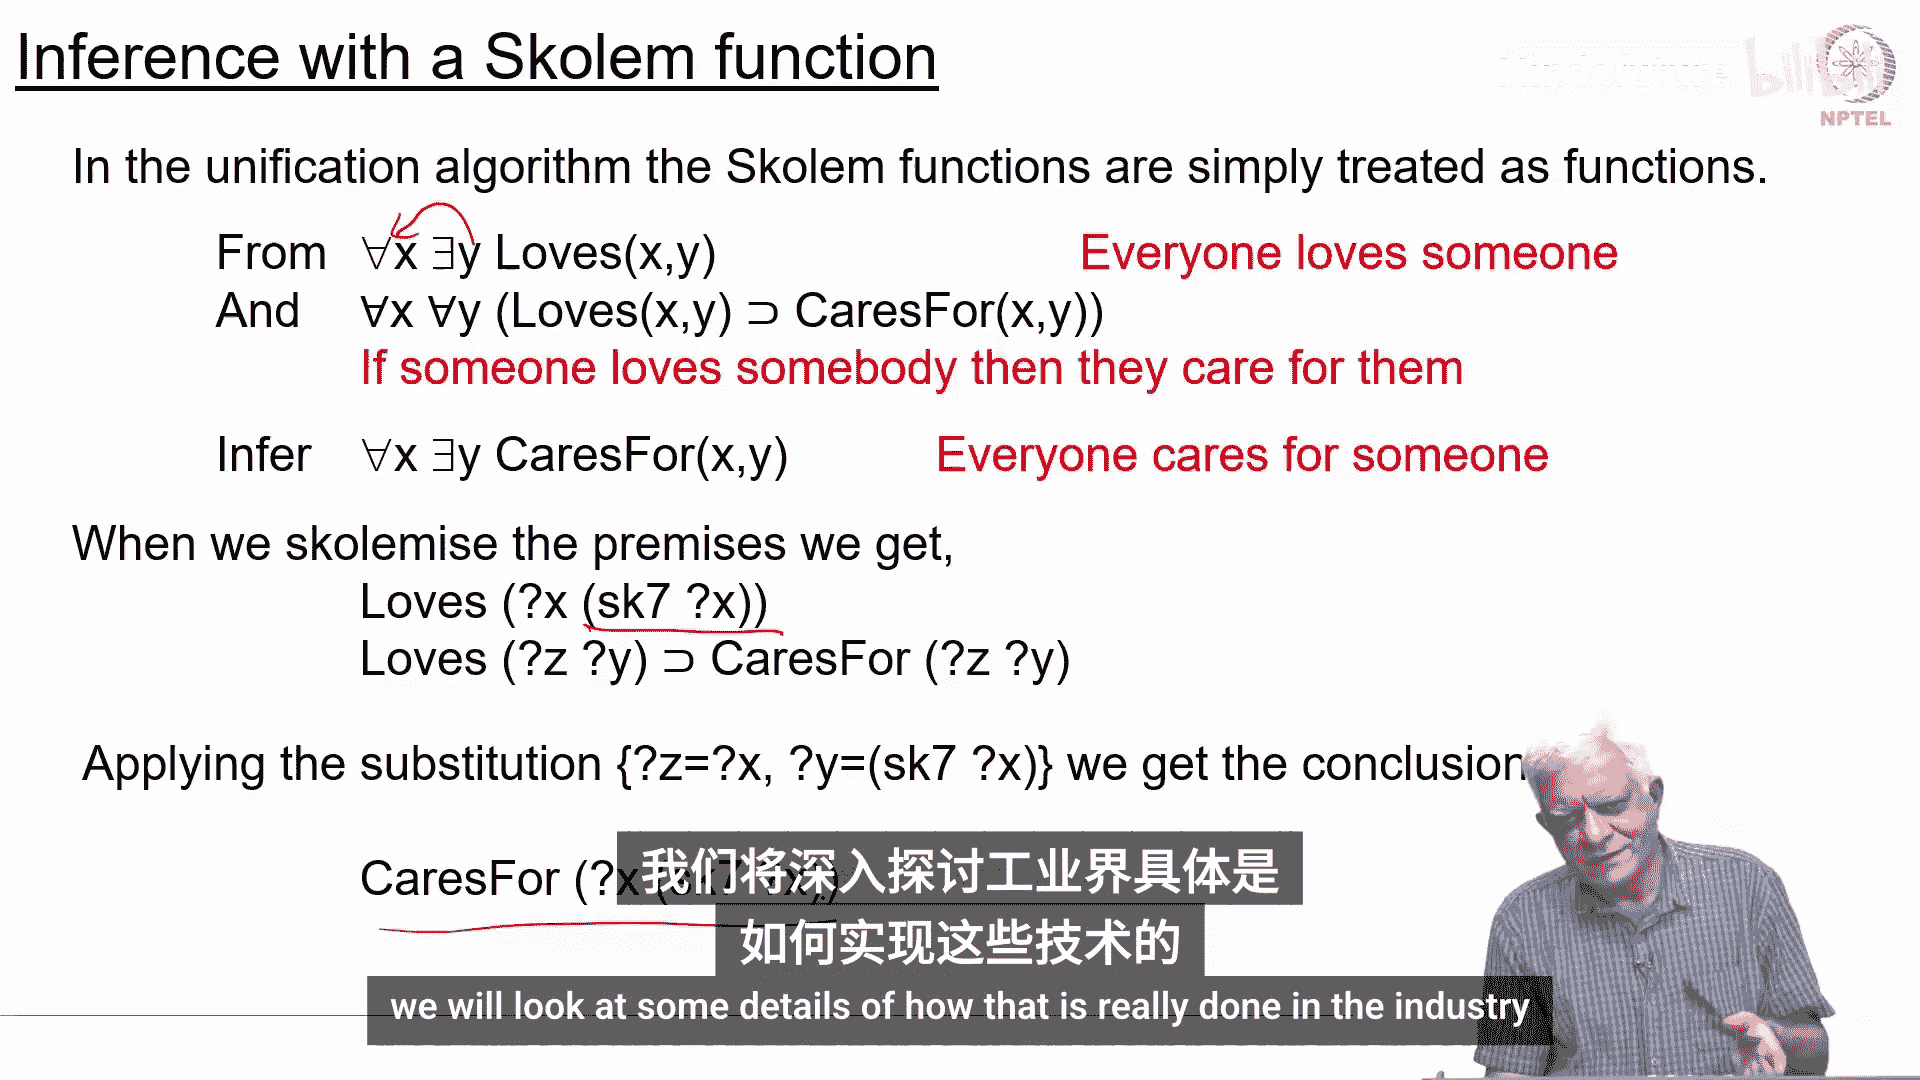 Inference with a Skolem function
bilibili
NPTEL
In the unification algorithm the Skolem functions are simply treated as functions.
From ∀x ∃y Loves(x,y) Everyone loves someone
And ∀x ∀y (Loves(x,y) ⊃ CaresFor(x,y))
If someone loves somebody then they care for them
Infer ∀x ∃y CaresFor(x,y) Everyone cares for someone
When we skolemise the premises we get,
Loves (?x (sk7 ?x))
Loves (?z ?y) ⊃ CaresFor (?z ?y)
Applying the substitution {?z=?x, ?y=(sk7 ?x)} we get the conclusion
CaresFor (?x (sk7 ?x))
我们将深入探讨工业界具体是
如何实现这些技术的
we will look at some details of how that is really done in the industry